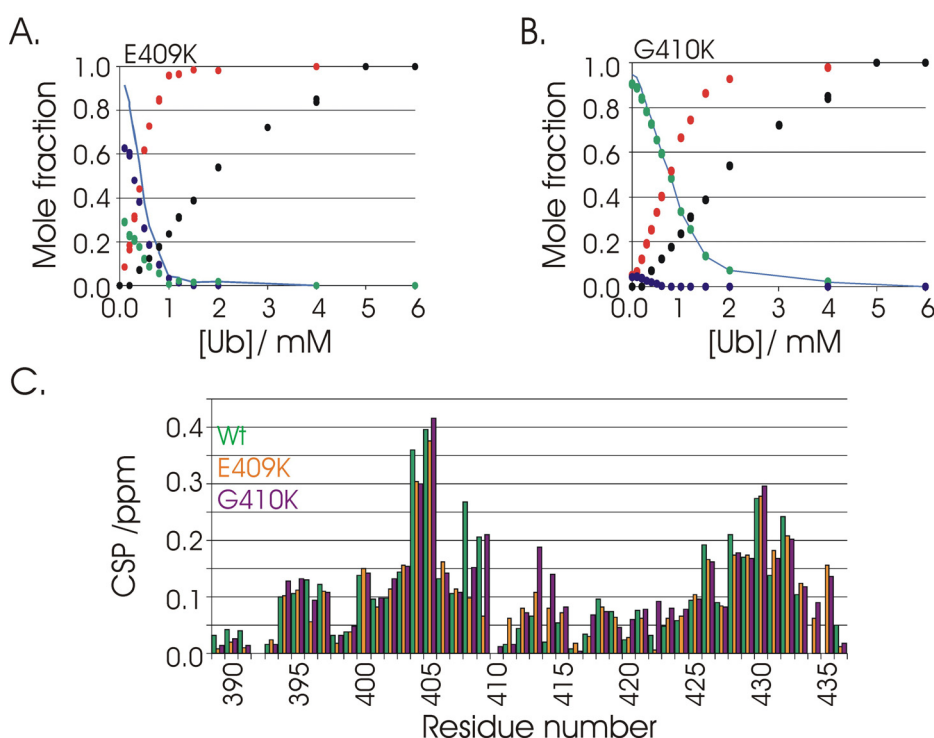 A.
B.
E409K
G410K
1.0
0.8
0.6
0.4
0.2
0.0
Mole fraction
0.0 1 2 3 4 5 6
[Ub]/ mM
1.0
0.8
0.6
0.4
0.2
0.0
Mole fraction
0 1 2 3 4 5 6
[Ub]/ mM
C.
Wt
E409K
G410K
0.4
0.3
0.2
0.1
0.0
CSP /ppm
390 395 400 405 410 415 420 425 430 435
Residue number